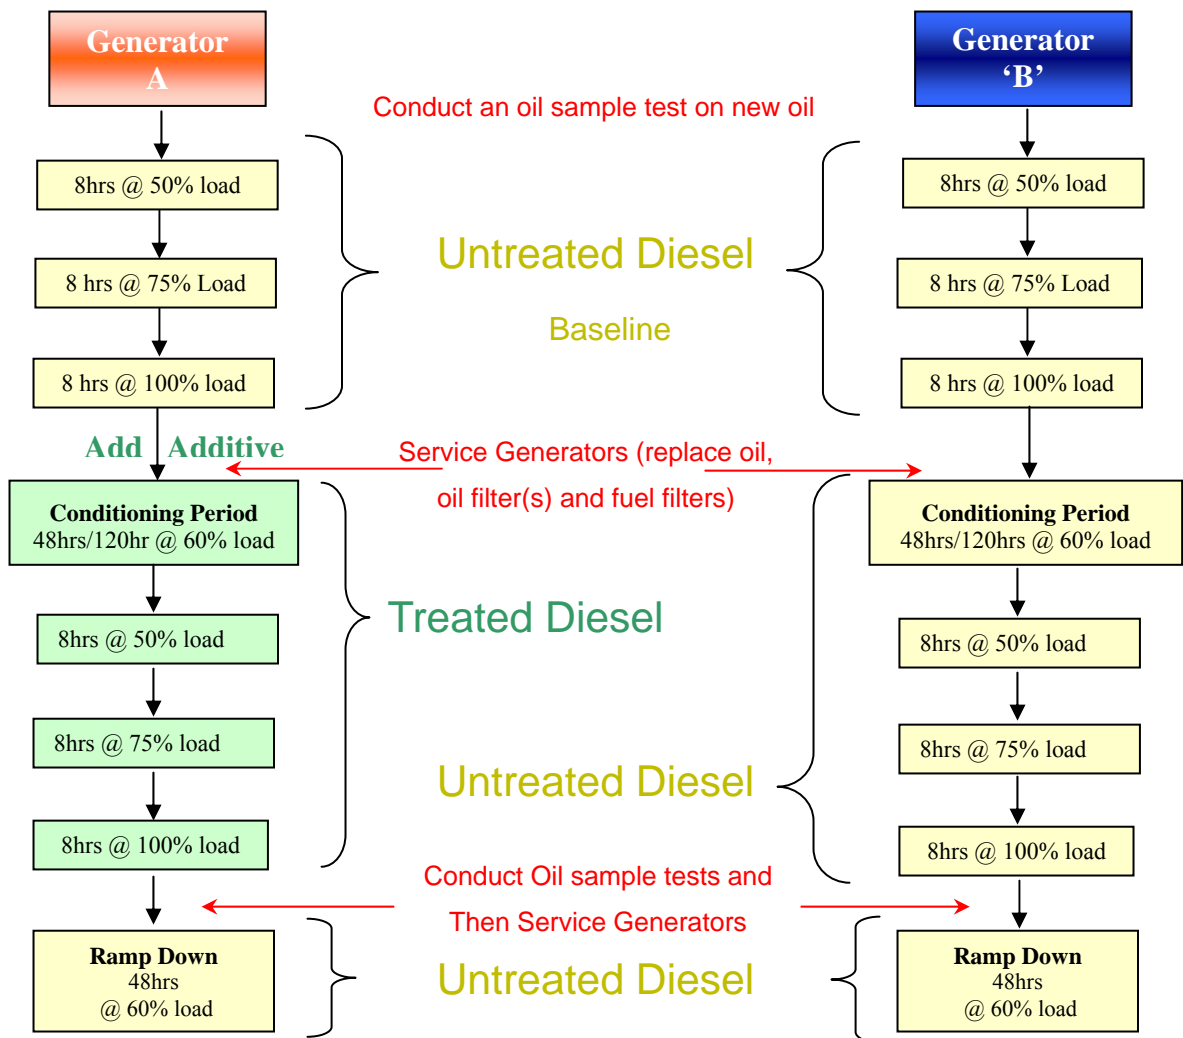 Generator
A
Generator
‘B’
Conduct an oil sample test on new oil
8hrs @ 50% load
8hrs @ 50% load
Untreated Diesel
8 hrs @ 75% Load
8 hrs @ 75% Load
Baseline
8 hrs @ 100% load
8 hrs @ 100% load
Add Additive
Service Generators (replace oil,
oil filter(s) and fuel filters)
Conditioning Period
48hrs/120hr @ 60% load
Conditioning Period
48hrs/120hrs @ 60% load
Treated Diesel
8hrs @ 50% load
8hrs @ 50% load
8hrs @ 75% load
8hrs @ 75% load
Untreated Diesel
8hrs @ 100% load
8hrs @ 100% load
Conduct Oil sample tests and
Then Service Generators
Ramp Down
48hrs
@ 60% load
Untreated Diesel
Ramp Down
48hrs
@ 60% load